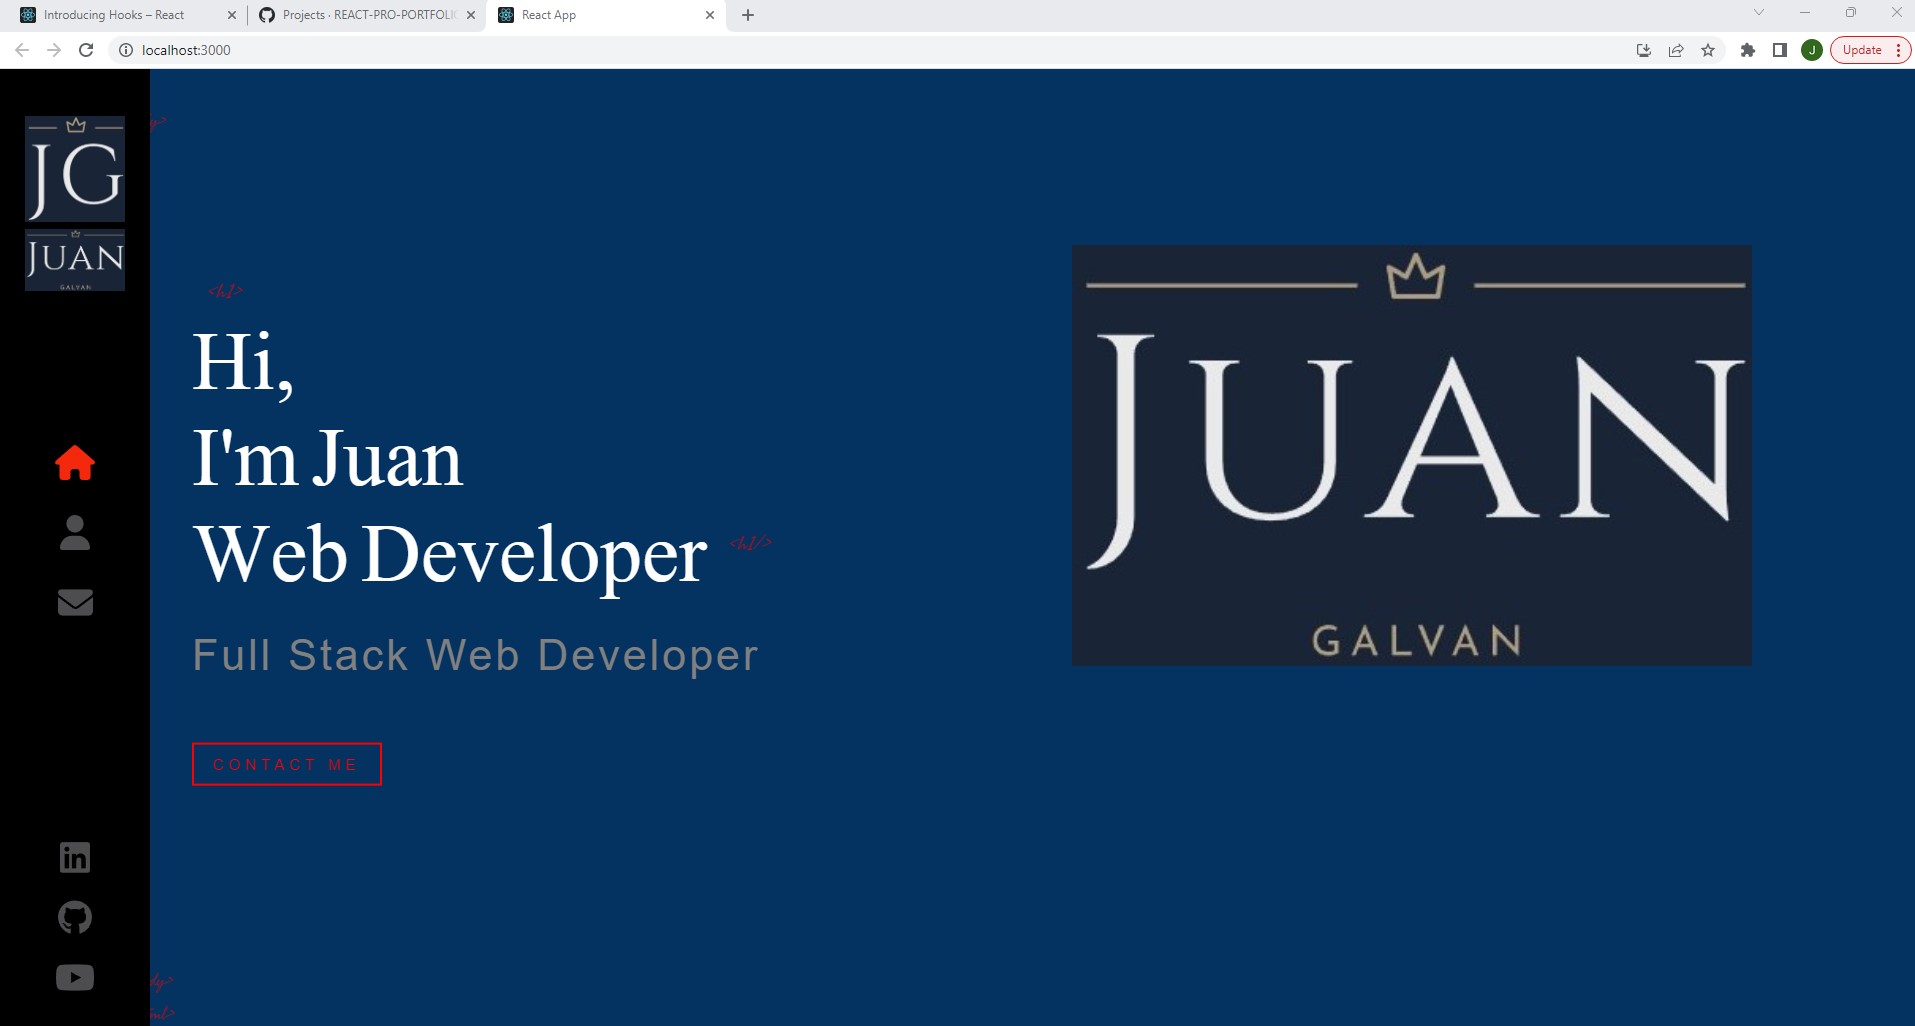 Introducing Hooks – React
Projects · REACT-PRO-PORTFOLIO
React App
localhost:3000
J
Update
JG
JUAN
GALVAN
<h1>
Hi,
I'm Juan
Web Developer
<h1/>
Full Stack Web Developer
CONTACT ME
JUAN
GALVAN
in